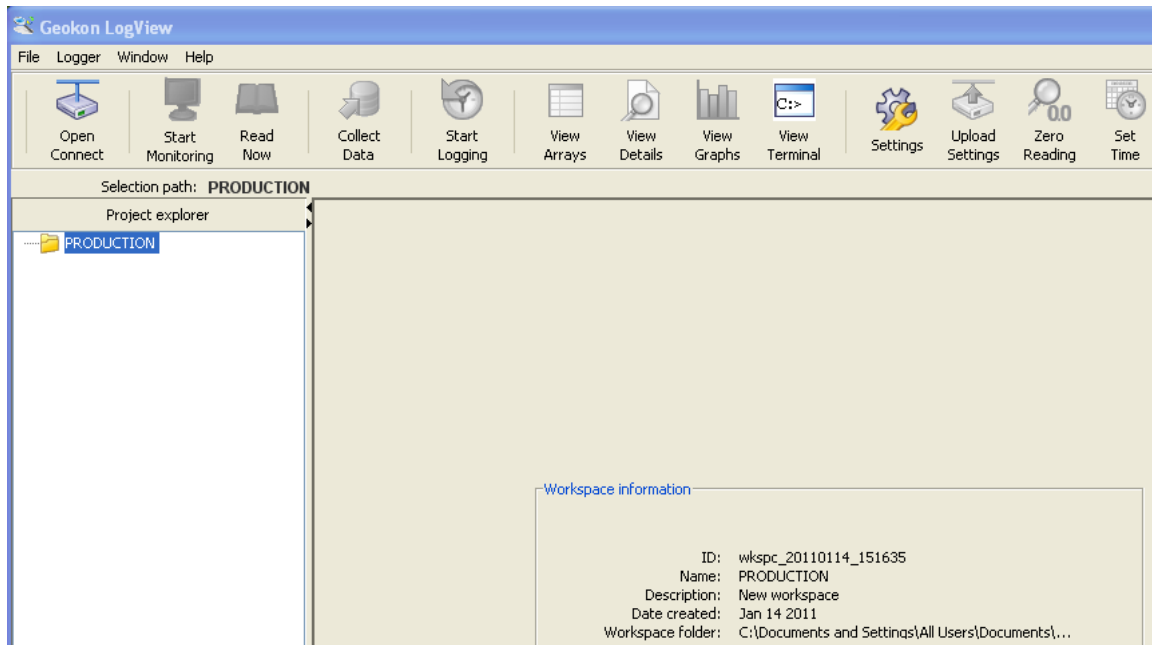 Geokon LogView
File Logger Window Help
C:>
0.0
Open Connect
Start Monitoring
Read Now
Collect Data
Start Logging
View Arrays
View Details
View Graphs
View Terminal
Settings
Upload Settings
Zero Reading
Set Time
Selection path: PRODUCTION
Project explorer
PRODUCTION
Workspace information
ID: wkspc_20110114_151635
Name: PRODUCTION
Description: New workspace
Date created: Jan 14 2011
Workspace folder: C:\Documents and Settings\All Users\Documents\...